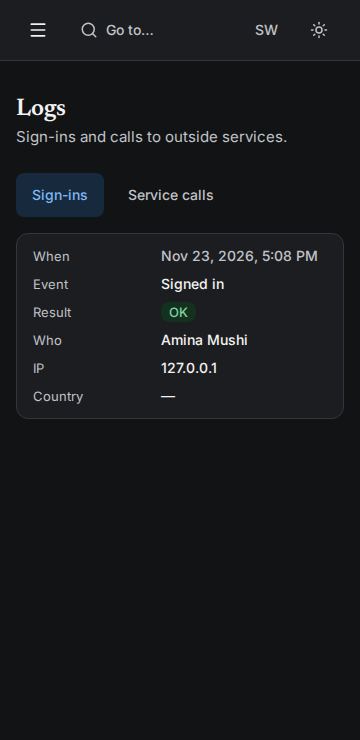 Go to...
SW
Logs
Sign-ins and calls to outside services.
Sign-ins
Service calls
When Nov 23, 2026, 5:08 PM
Event Signed in
Result OK
Who Amina Mushi
IP 127.0.0.1
Country —